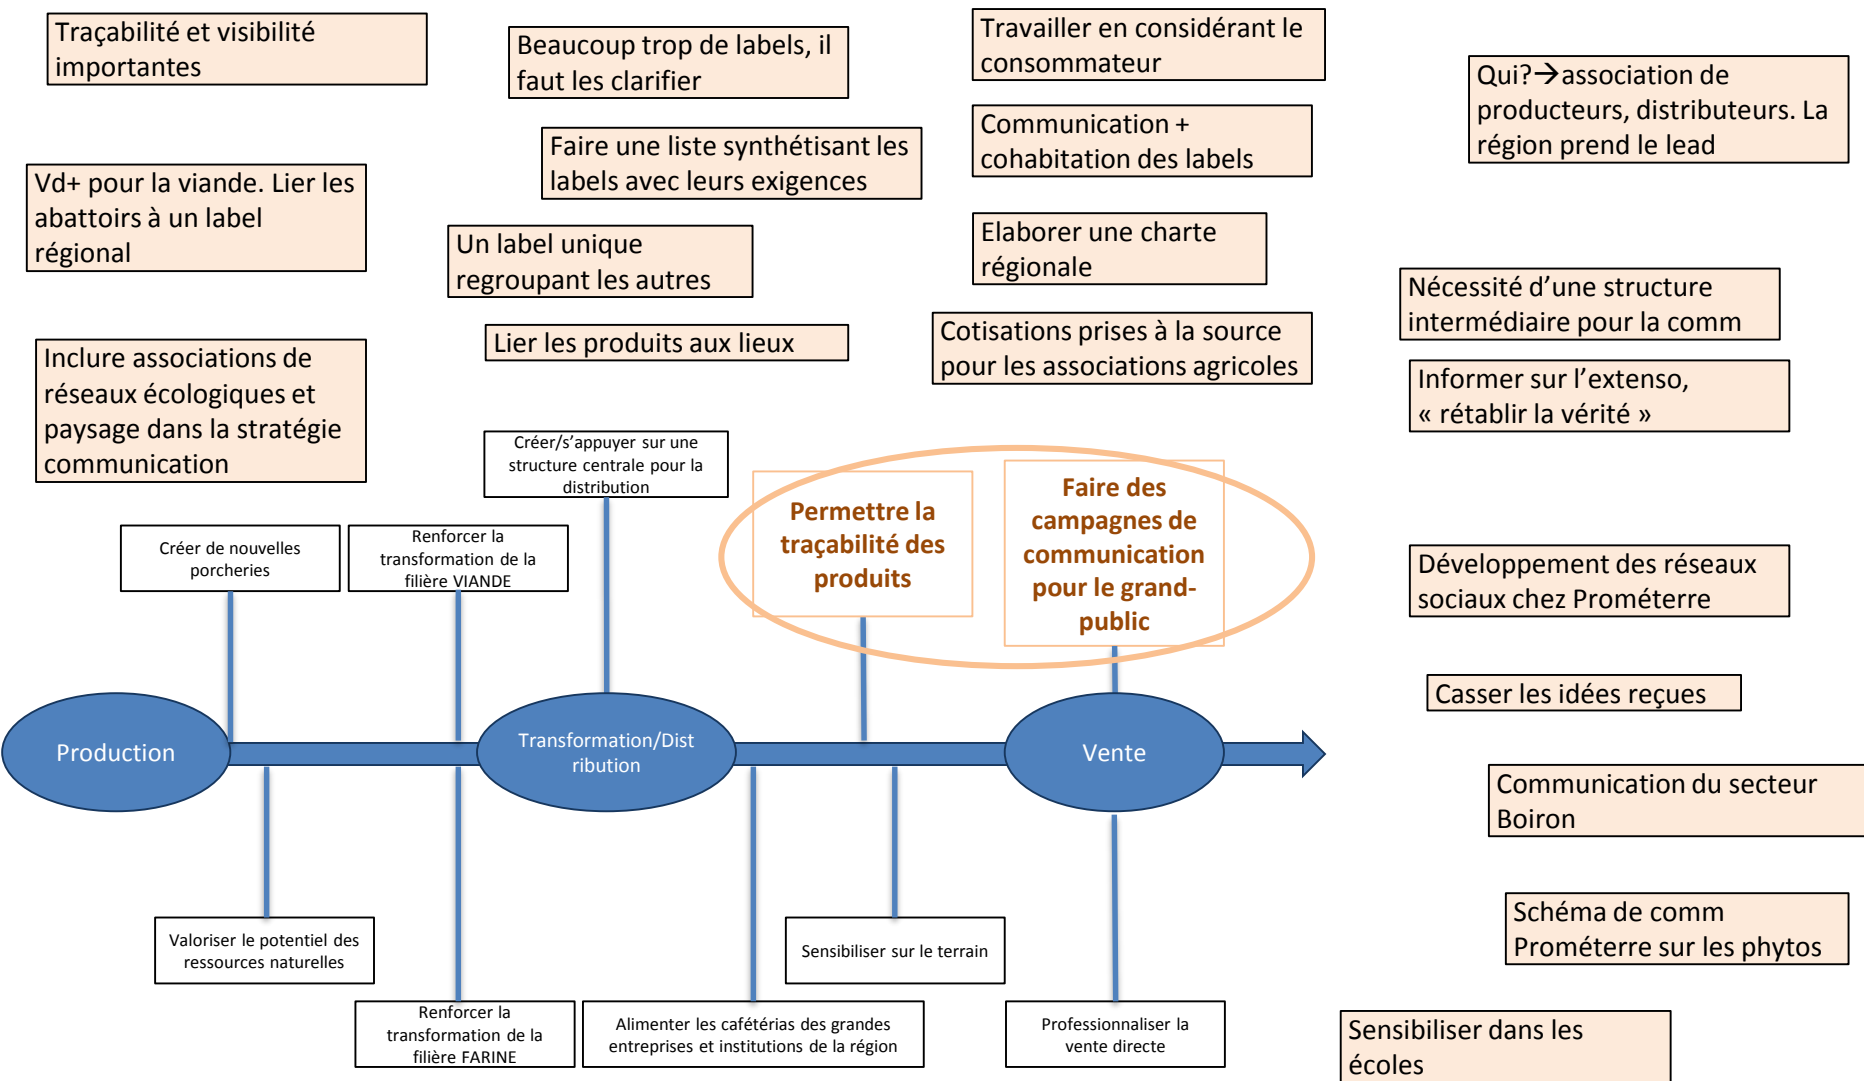 Traçabilité et visibilité
importantes
Beaucoup trop de labels, il
faut les clarifier
Travailler en considérant le
consommateur
Qui?→association de
producteurs, distributeurs. La
région prend le lead
Communication +
cohabitation des labels
Faire une liste synthétisant les
labels avec leurs exigences
Vd+ pour la viande. Lier les
abattoirs à un label
régional
Un label unique
regroupant les autres
Elaborer une charte
régionale
Nécessité d’une structure
intermédiaire pour la comm
Lier les produits aux lieux
Cotisations prises à la source
pour les associations agricoles
Inclure associations de
réseaux écologiques et
paysage dans la stratégie
communication
Informer sur l’extenso,
« rétablir la vérité »
Créer/s’appuyer sur une
structure centrale pour la
distribution
Permettre la
traçabilité des
produits
Faire des
campagnes de
communication
pour le grand-
public
Créer de nouvelles
porcheries
Renforcer la
transformation de la
filière VIANDE
Développement des réseaux
sociaux chez Prométerre
Casser les idées reçues
Production
Transformation/Dist
ribution
Vente
Communication du secteur
Boiron
Schéma de comm
Prométerre sur les phytos
Valoriser le potentiel des
ressources naturelles
Sensibiliser sur le terrain
Renforcer la
transformation de la
filière FARINE
Alimenter les cafétérias des grandes
entreprises et institutions de la région
Professionnaliser la
vente directe
Sensibiliser dans les
écoles